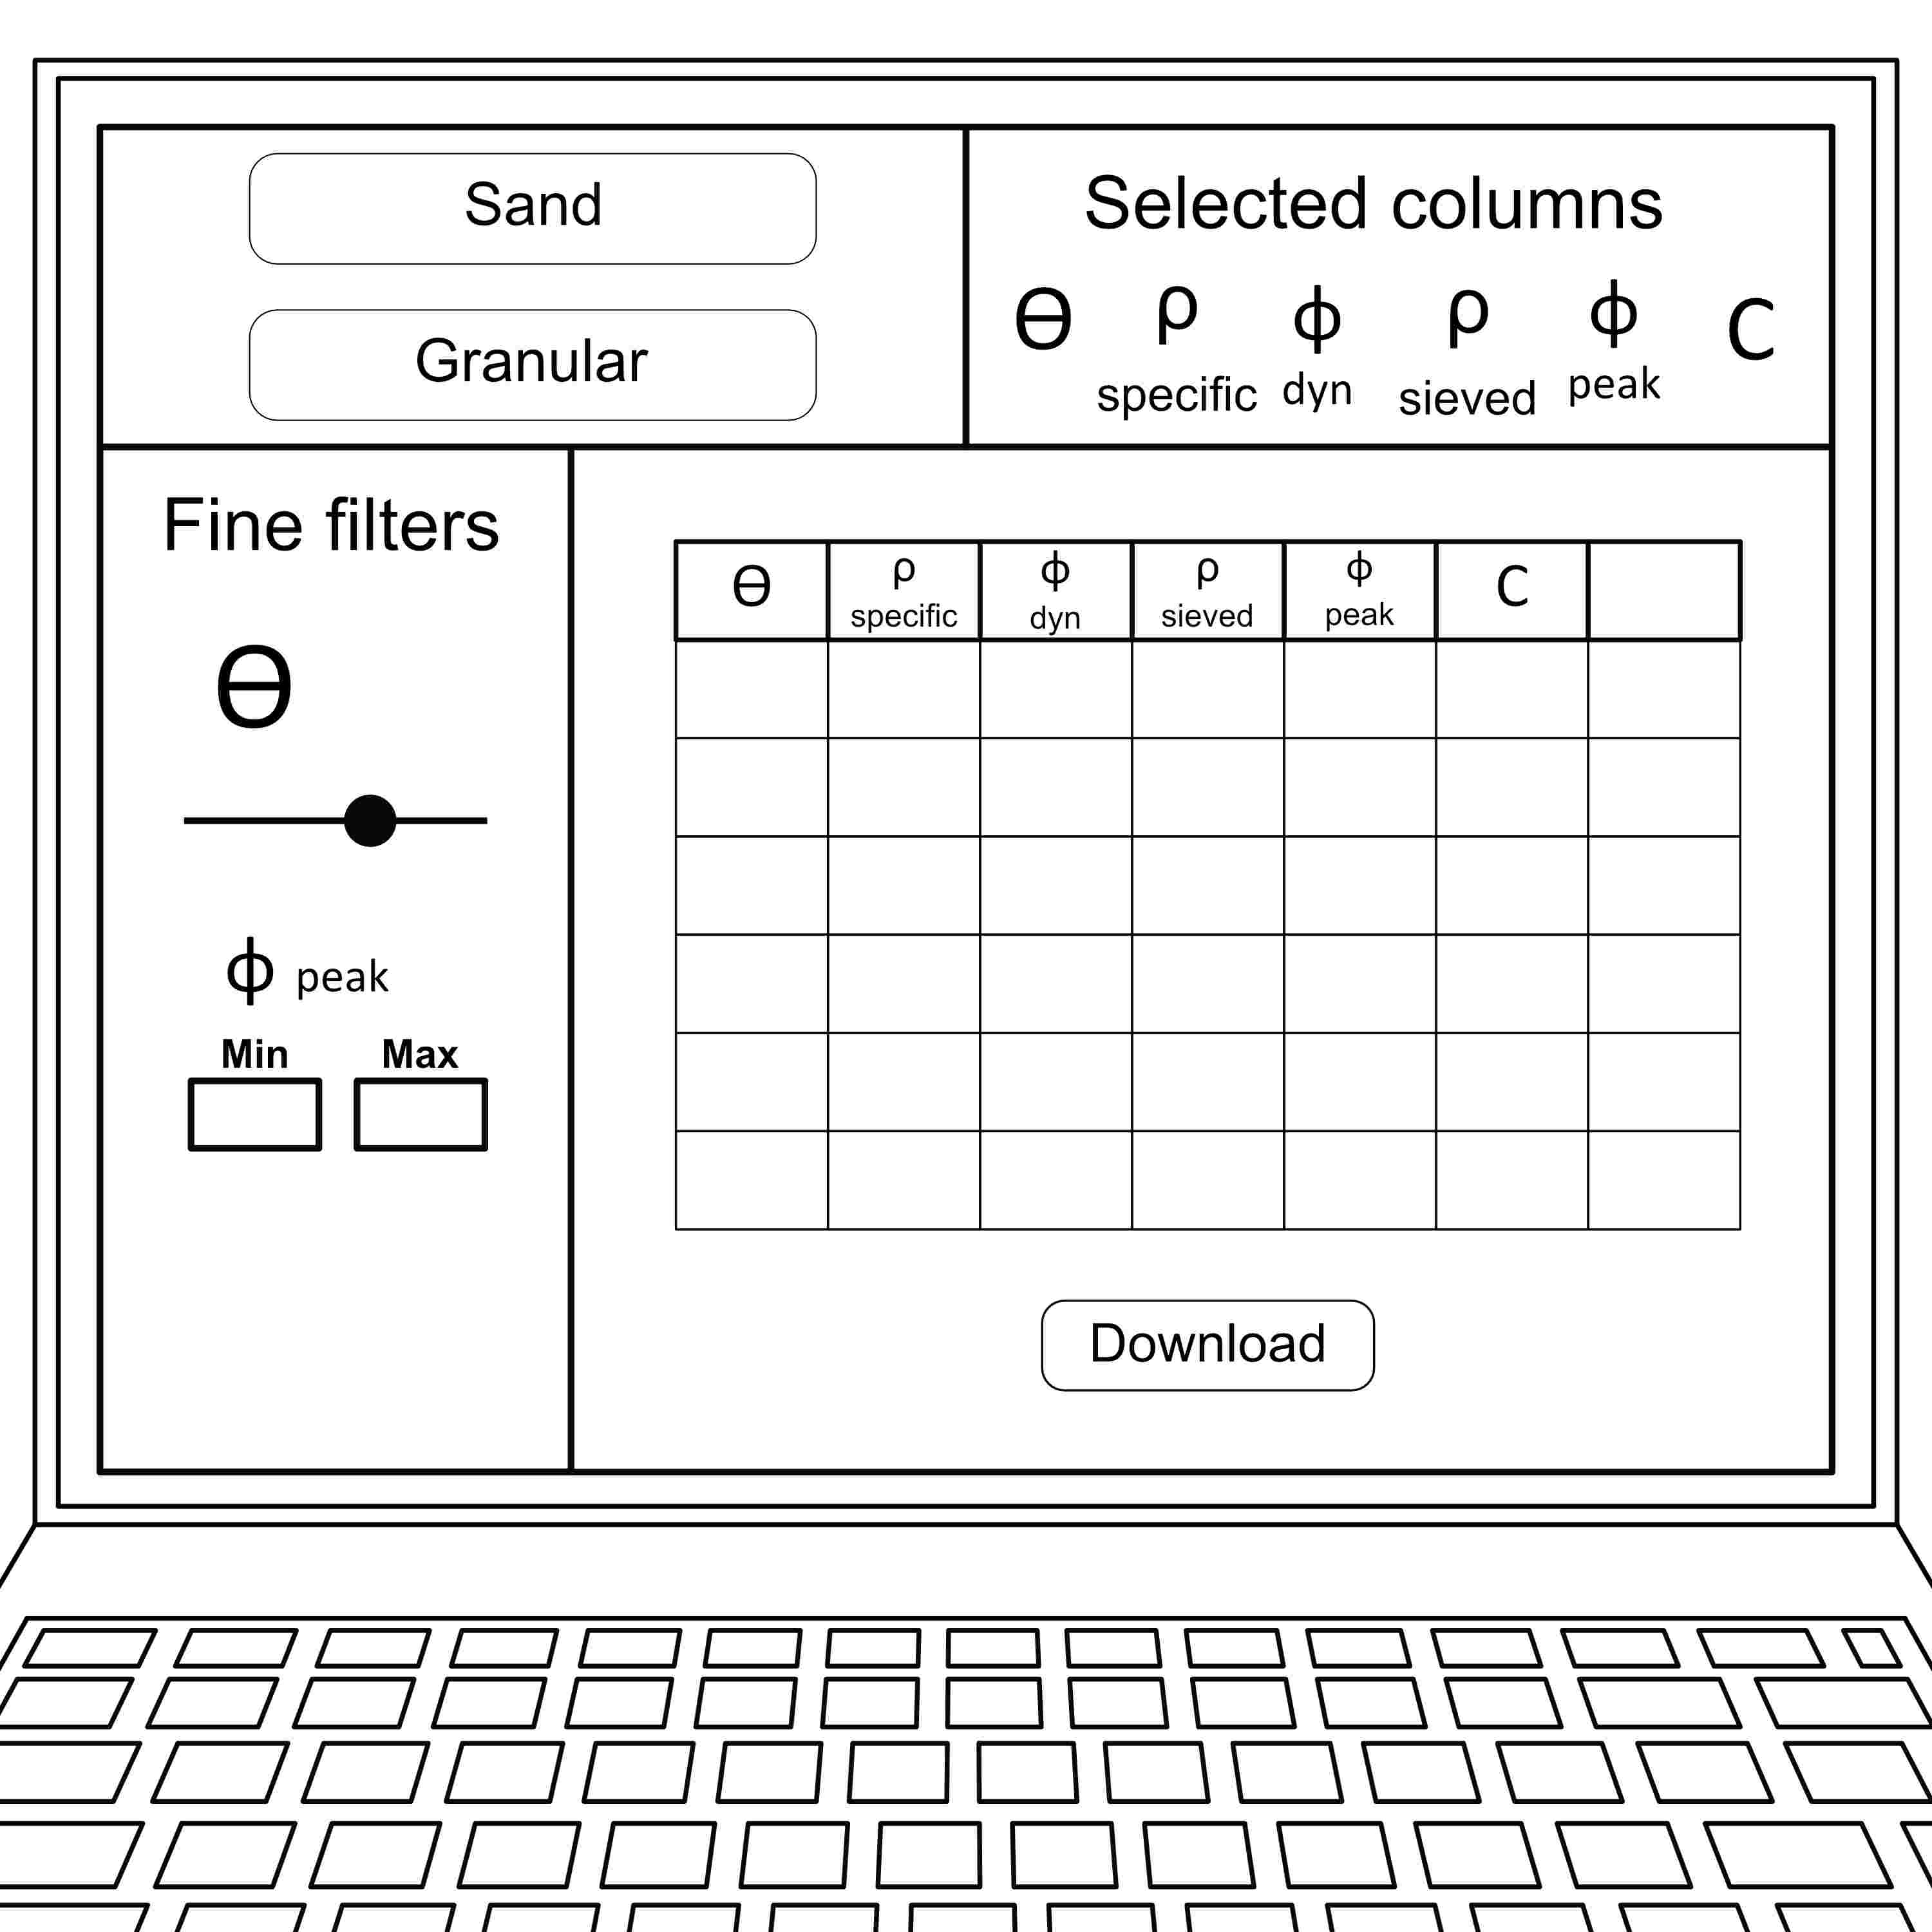 Sand
Granular
Selected columns
Ө ρ ϕ ρ ϕ C
specific dyn sieved peak
Fine filters
Ө
ϕ peak
Min Max
Ө ρ ϕ ρ ϕ C
specific dyn sieved peak
Download